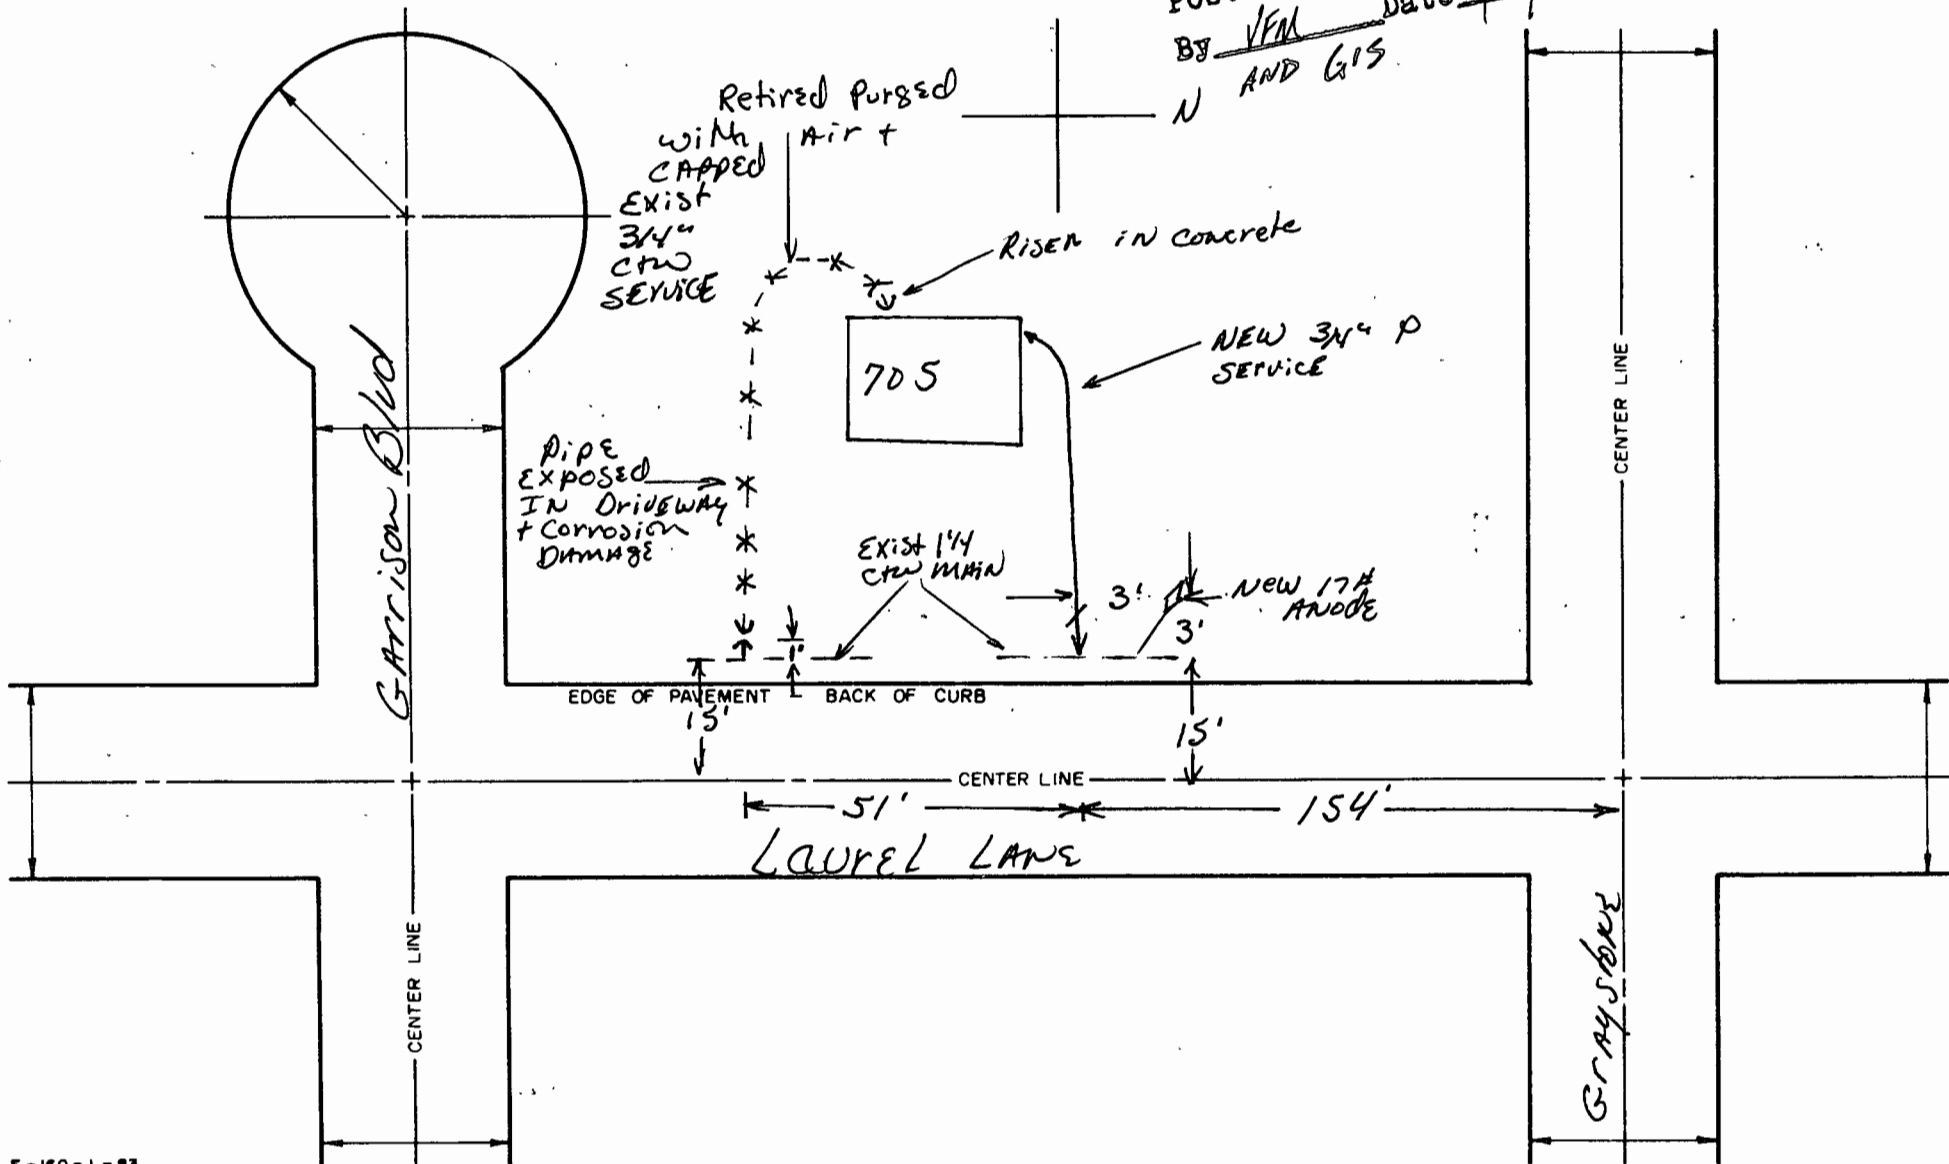 By VFM Date
AND GIS
N
Retired Purged
with Air +
CAPPED
Exist
3/4"
CTW
SERVICE
RISER IN CONCRETE
NEW 3/4" P
SERVICE
705
Pipe
Exposed
IN DRIVEWAY
+ Corrosion
DAMAGE
Exist 1 1/4
CTW MAIN
3'
NEW 17#
ANODE
3'
1'
EDGE OF PAVEMENT
BACK OF CURB
15'
15'
CENTER LINE
51'
154'
LAUREL LANE
GARRISON Blvd
CENTER LINE
CENTER LINE
GRAYSTONE